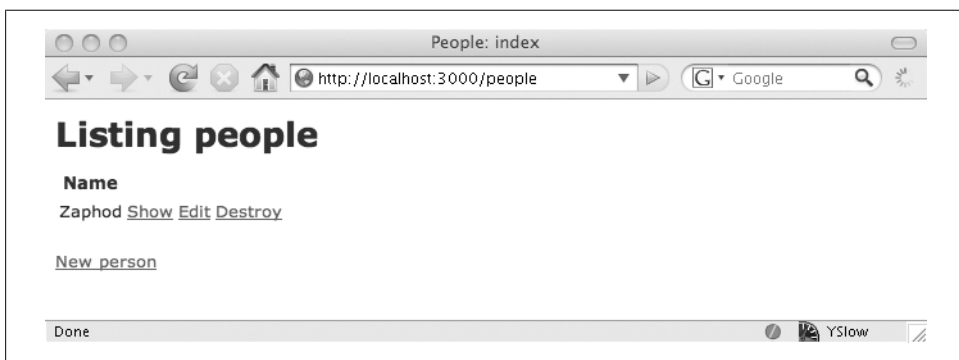 People: index
http://localhost:3000/people
G Google
Listing people
Name
Zaphod Show Edit Destroy
New person
Done
YSlow